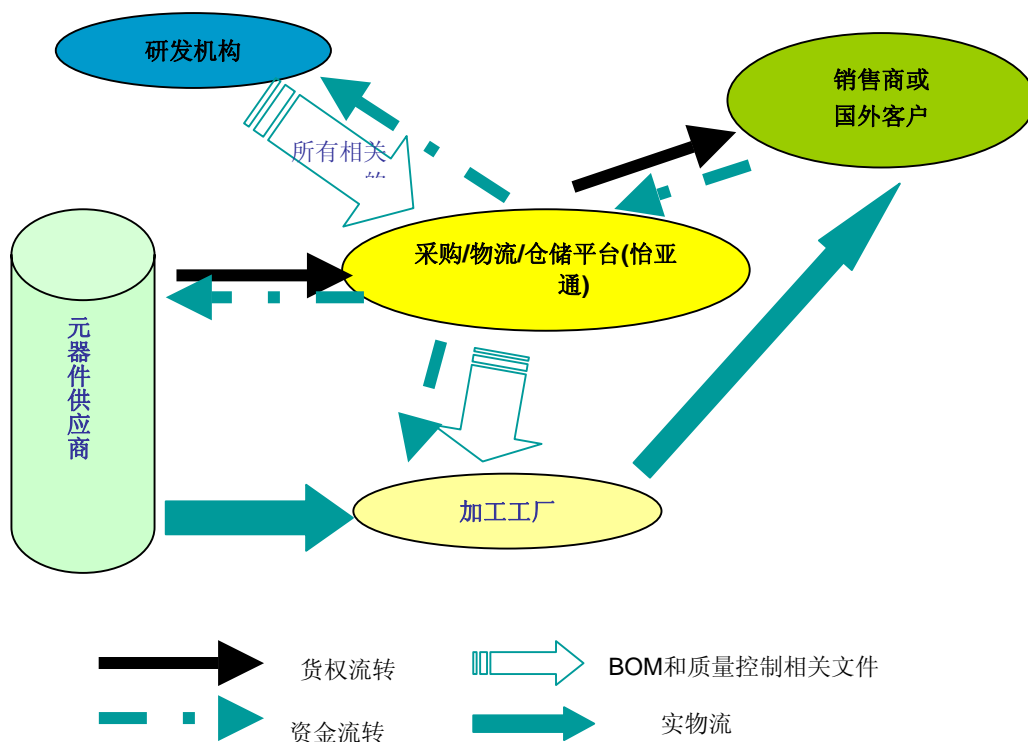 研发机构
销售商或
国外客户
所有相关
的
采购/物流/仓储平台(怡亚
通)
元器件供应商
加工工厂
货权流转
BOM和质量控制相关文件
资金流转
实物流